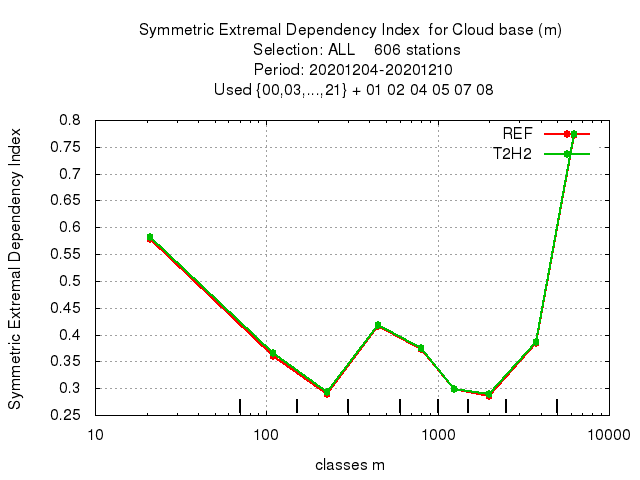 Symmetric Extremal Dependency Index  for Cloud base (m)
Selection: ALL    606 stations
Period: 20201204-20201210
Used {00,03,...,21} + 01 02 04 05 07 08
Symmetric Extremal Dependency Index
0.8
0.75
0.7
0.65
0.6
0.55
0.5
0.45
0.4
0.35
0.3
0.25
REF
T2H2
10 100 1000 10000
classes m